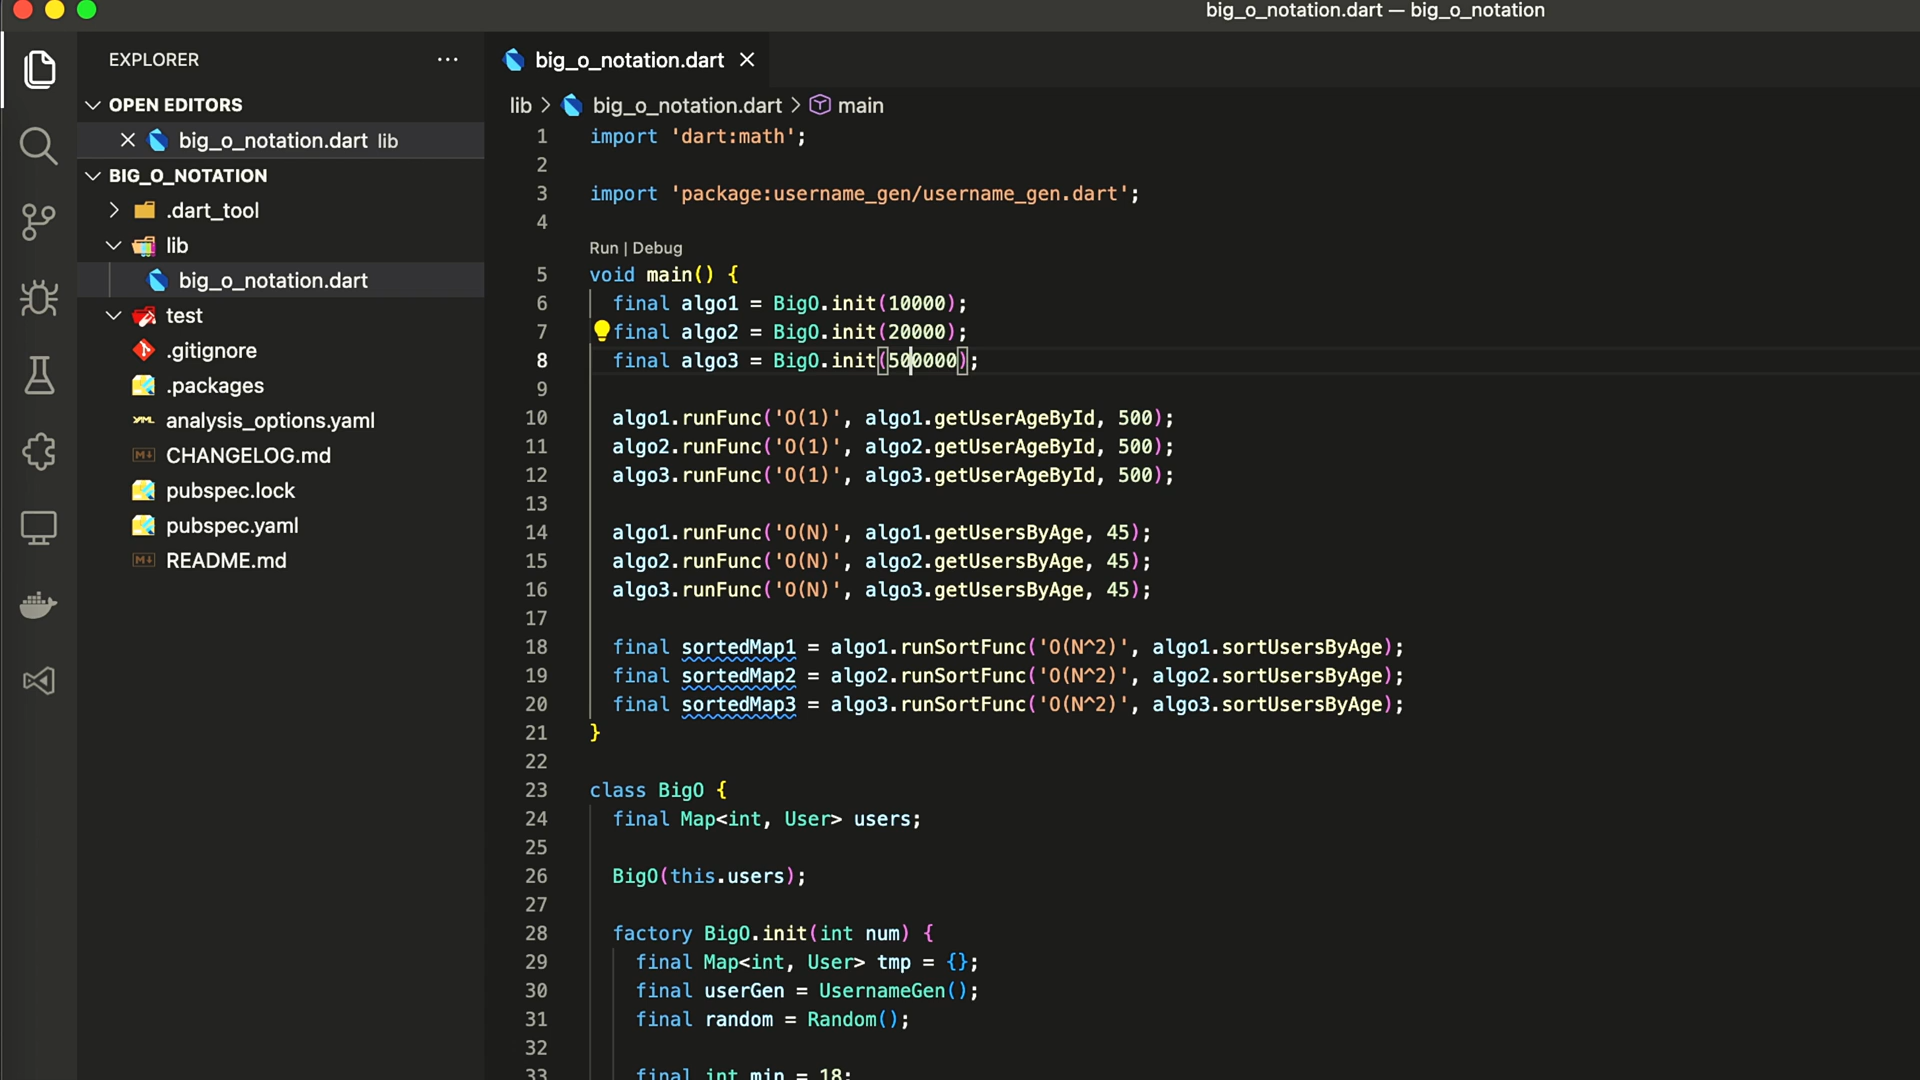 big_o_notation.dart — big_o_notation
EXPLORER
OPEN EDITORS
big_o_notation.dart lib
BIG_O_NOTATION
.dart_tool
lib
big_o_notation.dart
test
.gitignore
.packages
analysis_options.yaml
CHANGELOG.md
pubspec.lock
pubspec.yaml
README.md
big_o_notation.dart
lib > big_o_notation.dart > main
1 import 'dart:math';
2
3 import 'package:username_gen/username_gen.dart';
4
Run | Debug
5 void main() {
6 final algo1 = BigO.init(10000);
7 final algo2 = BigO.init(20000);
8 final algo3 = BigO.init(500000);
9
10 algo1.runFunc('O(1)', algo1.getUserAgeById, 500);
11 algo2.runFunc('O(1)', algo2.getUserAgeById, 500);
12 algo3.runFunc('O(1)', algo3.getUserAgeById, 500);
13
14 algo1.runFunc('O(N)', algo1.getUsersByAge, 45);
15 algo2.runFunc('O(N)', algo2.getUsersByAge, 45);
16 algo3.runFunc('O(N)', algo3.getUsersByAge, 45);
17
18 final sortedMap1 = algo1.runSortFunc('O(N^2)', algo1.sortUsersByAge);
19 final sortedMap2 = algo2.runSortFunc('O(N^2)', algo2.sortUsersByAge);
20 final sortedMap3 = algo3.runSortFunc('O(N^2)', algo3.sortUsersByAge);
21 }
22
23 class BigO {
24 final Map<int, User> users;
25
26 BigO(this.users);
27
28 factory BigO.init(int num) {
29 final Map<int, User> tmp = {};
30 final userGen = UsernameGen();
31 final random = Random();
32
33 final int min = 18;